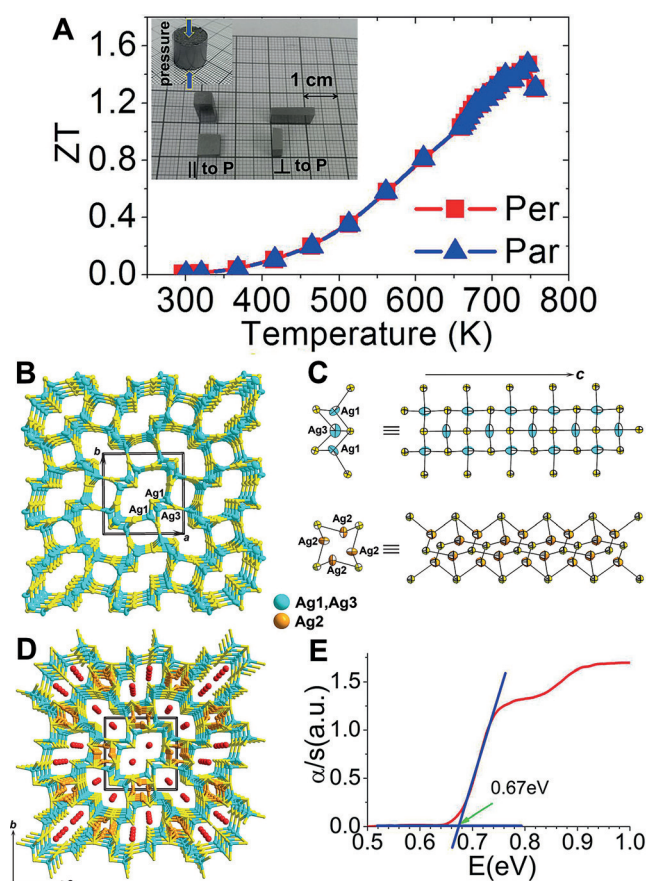 A
ZT
1.6
1.2
0.8
0.4
0.0
pressure
1 cm
|| to P
⊥ to P
Per
Par
300 400 500 600 700 800
Temperature (K)
B
b
Ag1
Ag1
Ag3
a
C
c
Ag1
Ag3
Ag1
Ag2
Ag2
Ag2
Ag2
Ag1,Ag3
Ag2
D
b
E
α/s(a.u.)
1.5
1.0
0.5
0.0
0.67eV
0.5 0.6 0.7 0.8 0.9 1.0
E(eV)